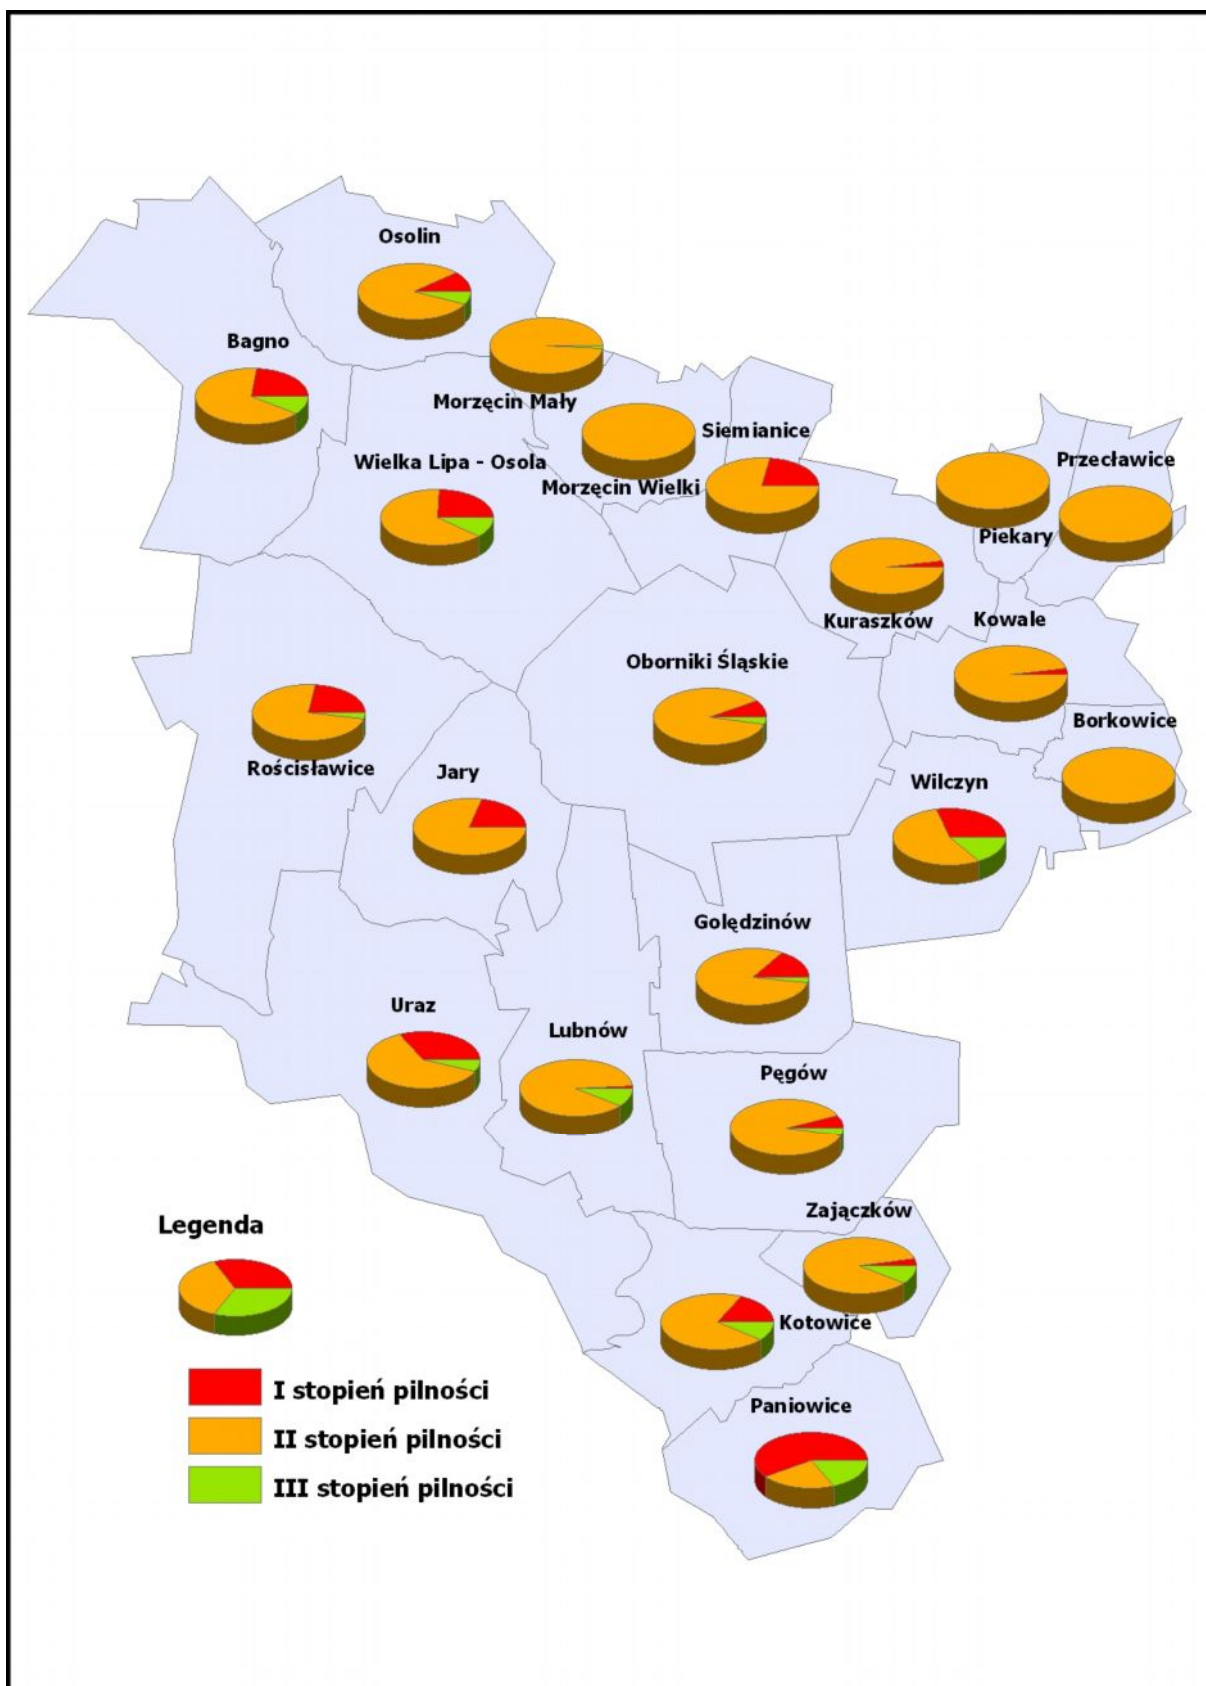 Osolin
Bagno
Morzęcin Mały
Siemianice
Wielka Lipa - Osola
Morzęcin Wielki
Przecławice
Piekary
Kuraszków
Kowale
Oborniki Śląskie
Borkowice
Rościsławice
Jary
Wilczyn
Golędzinów
Uraz
Lubnów
Pęgów
Zajączków
Kotowice
Paniowice
Legenda
I stopień pilności
II stopień pilności
III stopień pilności